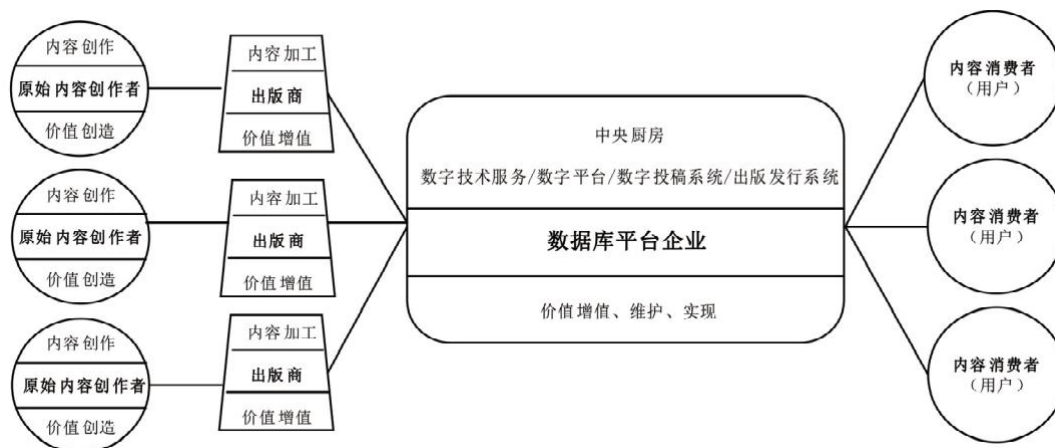 内容创作
原始内容创作者
价值创造
内容加工
出版商
价值增值
内容创作
原始内容创作者
价值创造
内容加工
出版商
价值增值
内容创作
原始内容创作者
价值创造
内容加工
出版商
价值增值
中央厨房
数字技术服务/数字平台/数字投稿系统/出版发行系统
数据库平台企业
价值增值、维护、实现
内容消费者
（用户）
内容消费者
（用户）
内容消费者
（用户）